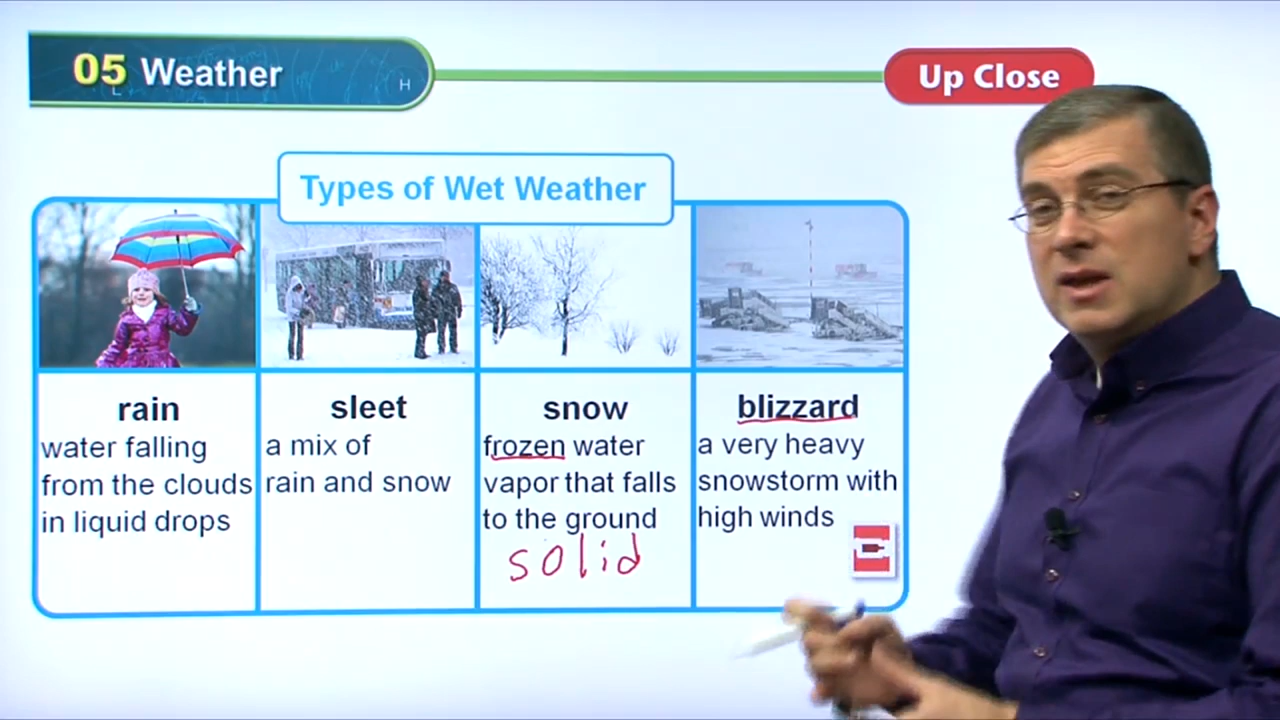 05 Weather
L
H
Up Close
Types of Wet Weather
rain
water falling
from the clouds
in liquid drops
sleet
a mix of
rain and snow
snow
frozen water
vapor that falls
to the ground
solid
blizzard
a very heavy
snowstorm with
high winds